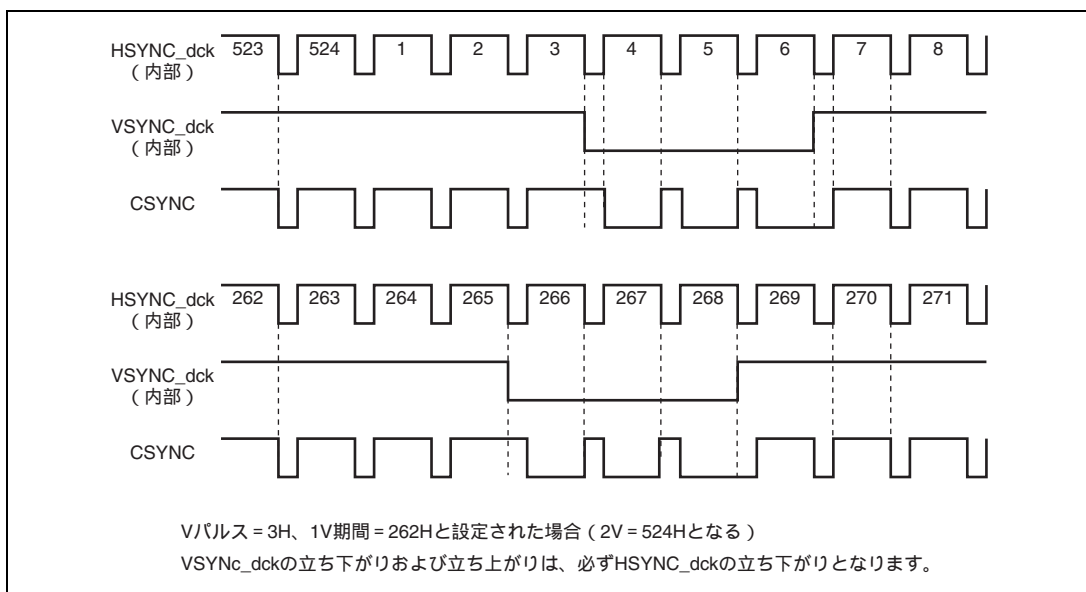 HSYNC_dck 523 524 1 2 3 4 5 6 7 8
（内部）
VSYNC_dck
（内部）
CSYNC
HSYNC_dck 262 263 264 265 266 267 268 269 270 271
（内部）
VSYNC_dck
（内部）
CSYNC
Vパルス＝3H、1V期間＝262Hと設定された場合（2V＝524Hとなる）
VSYNc_dckの立ち下がりおよび立ち上がりは、必ずHSYNC_dckの立ち下がりとなります。